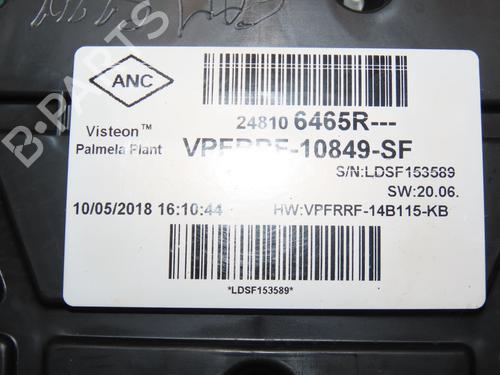 ANC
24810 6465R---
Visteon™
Palmela Plant
VPFRRF-10849-SF
S/N:LDSF153589
SW:20.06.
10/05/2018 16:10:44
HW:VPFRRF-14B115-KB
*LDSF153589*
B-PARTS